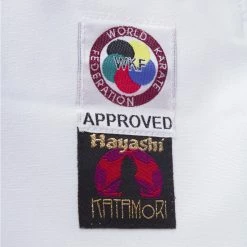 WORLD KARATE FEDERATION
WKF
APPROVED
Hayashi
KATAMORI